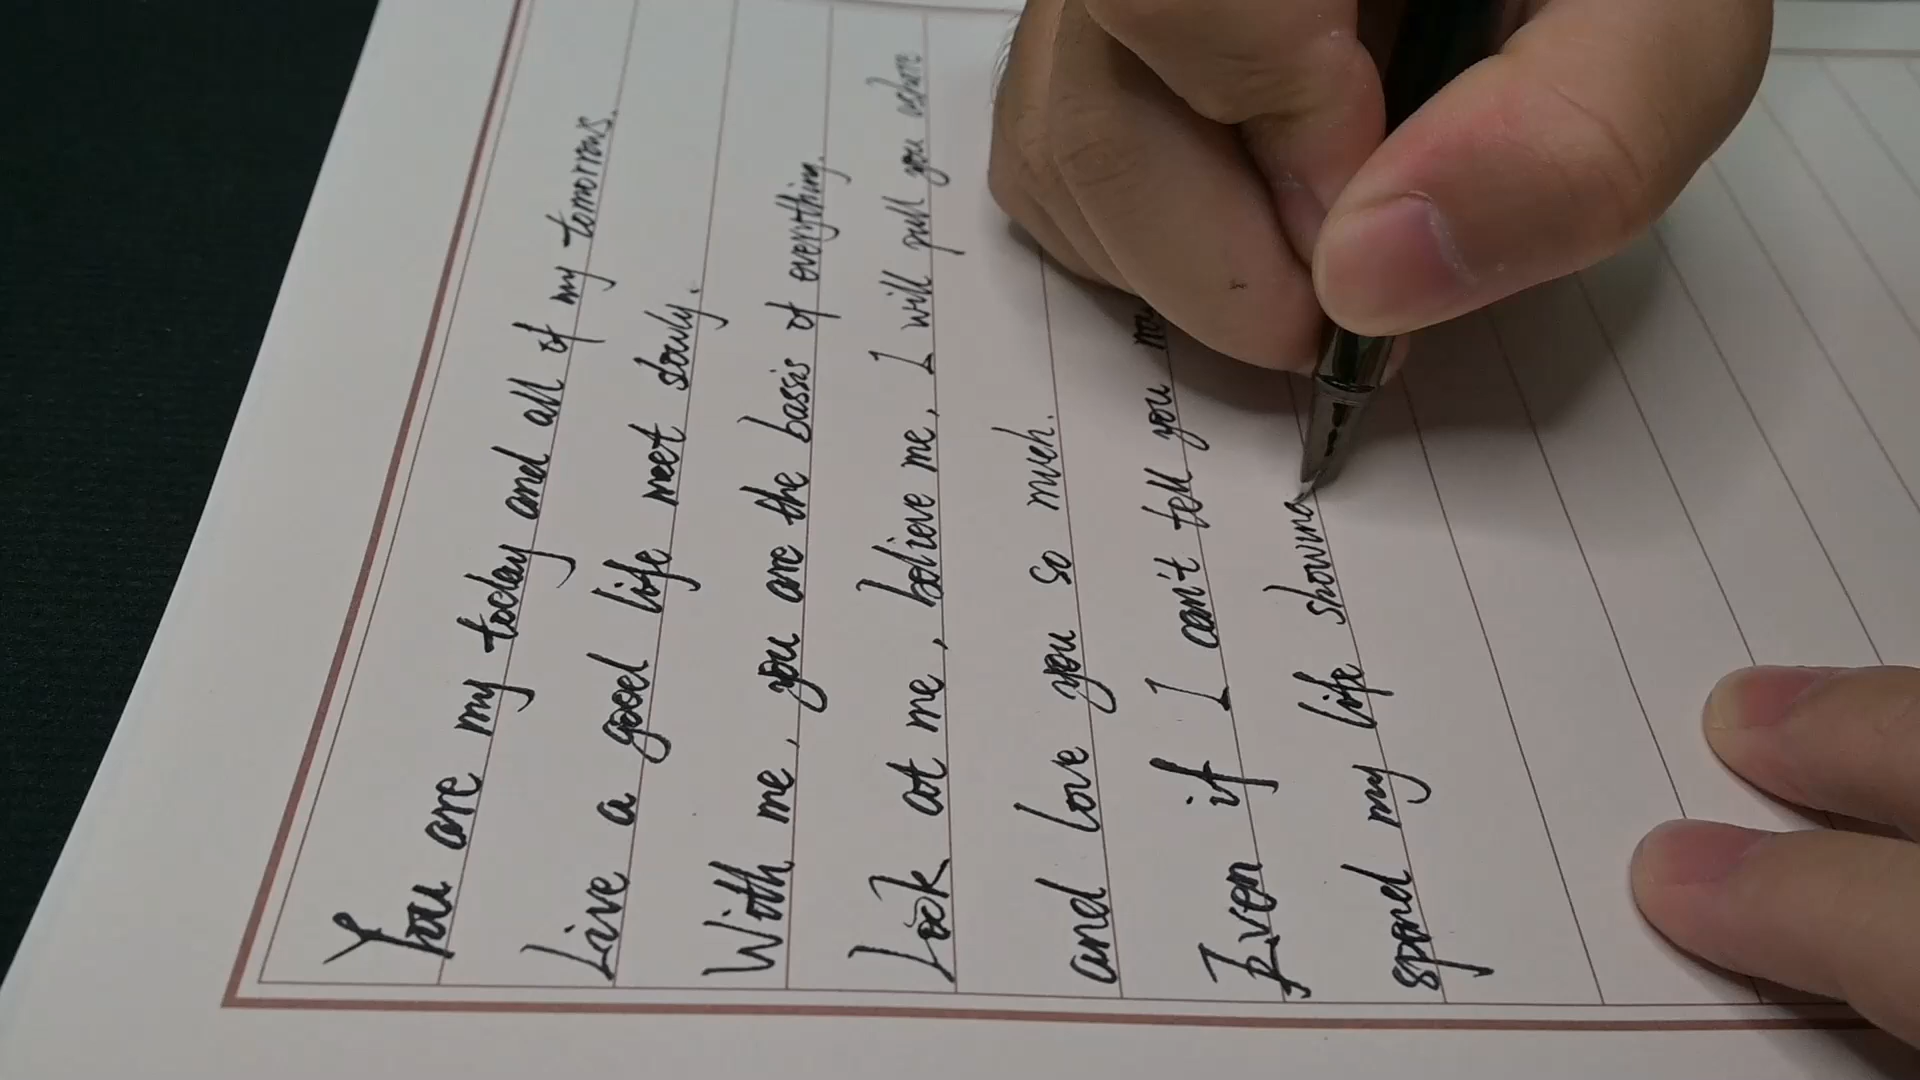 You are my today and all of my tomorrows.
Live a good life meet slowly.
With me, you are the bassis of everything.
Look at me, believe me, I will pull you ashore
and love you so much.
Even if I can't tell you
spend my life showing